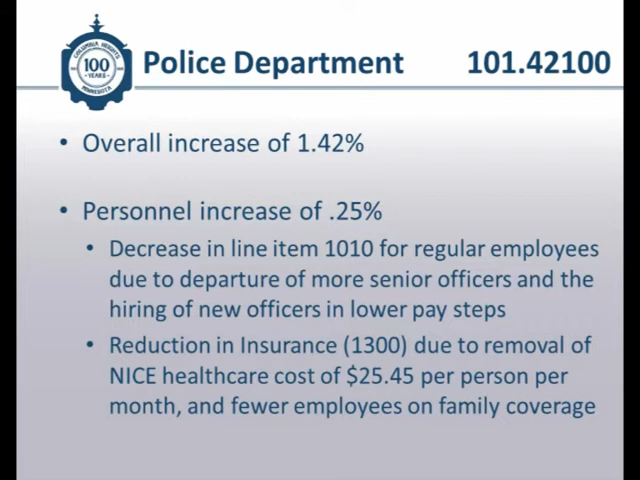 COLUMBIA HEIGHTS
100
YEARS
MINNESOTA
Police Department 101.42100
• Overall increase of 1.42%
• Personnel increase of .25%
• Decrease in line item 1010 for regular employees
due to departure of more senior officers and the
hiring of new officers in lower pay steps
• Reduction in Insurance (1300) due to removal of
NICE healthcare cost of $25.45 per person per
month, and fewer employees on family coverage